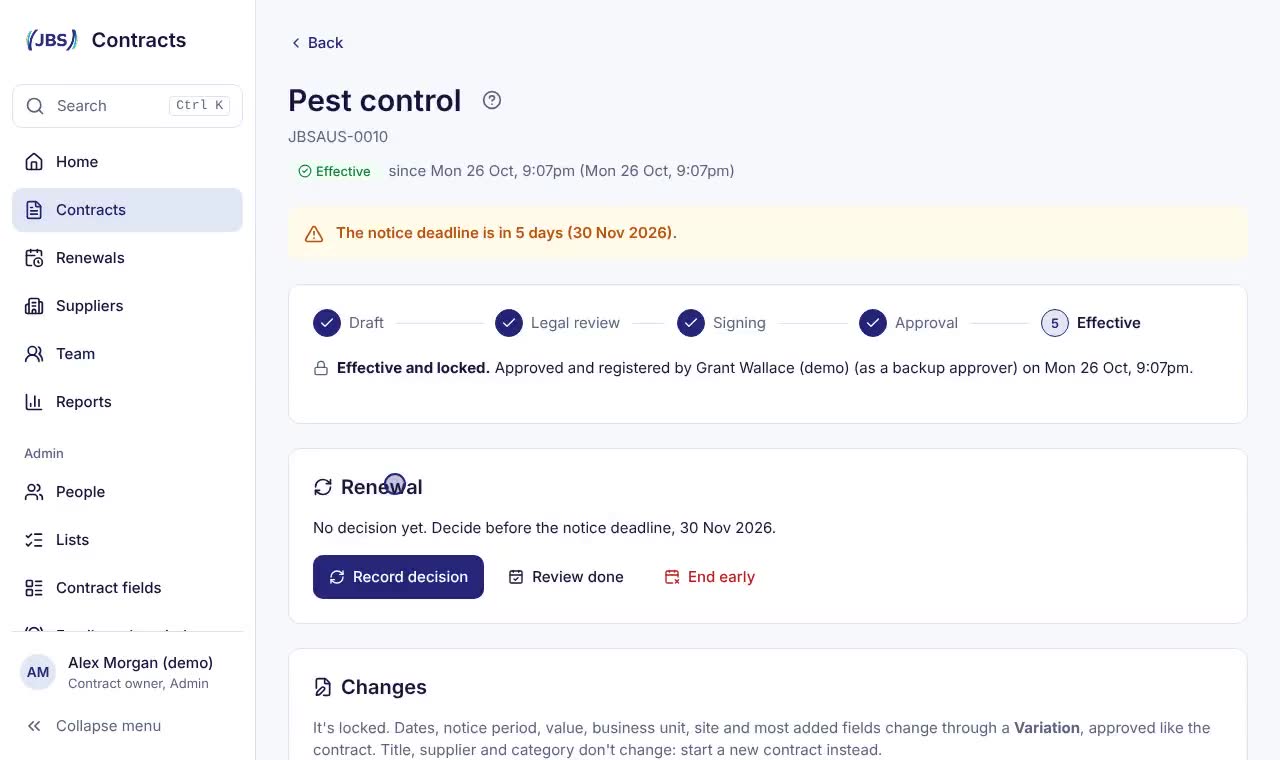 JBS Contracts
Search Ctrl K
Home
Contracts
Renewals
Suppliers
Team
Reports
Admin
People
Lists
Contract fields
AM
Alex Morgan (demo)
Contract owner, Admin
Collapse menu
Back
Pest control
JBSAUS-0010
Effective since Mon 26 Oct, 9:07pm (Mon 26 Oct, 9:07pm)
The notice deadline is in 5 days (30 Nov 2026).
Draft Legal review Signing Approval 5 Effective
Effective and locked. Approved and registered by Grant Wallace (demo) (as a backup approver) on Mon 26 Oct, 9:07pm.
Renewal
No decision yet. Decide before the notice deadline, 30 Nov 2026.
Record decision Review done End early
Changes
It's locked. Dates, notice period, value, business unit, site and most added fields change through a Variation, approved like the
contract. Title, supplier and category don't change: start a new contract instead.